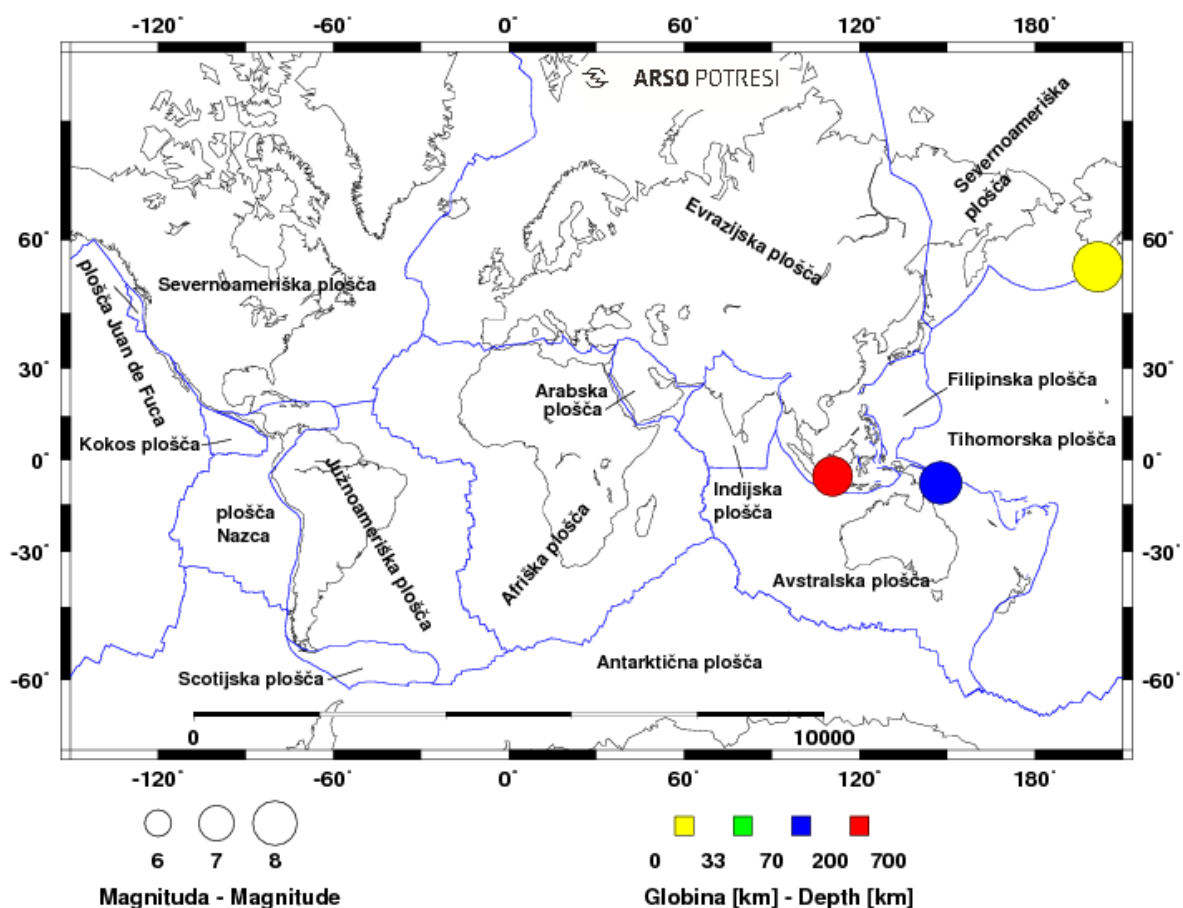 -120° -60° 0° 60° 120° 180°
ARSO POTRESI
Severnoameriška
plošča
60° 60°
Evrazijska plošča
plošča Juan de Fuca
Severnoameriška plošča
30° 30°
Arabska
plošča
Filipinska plošča
Kokos plošča
Tihomorska plošča
0° 0°
Južnoameriška plošča
Indijska
plošča
plošča
Nazca
Afriška plošča
-30° -30°
Avstralska plošča
Antarktična plošča
Scotijska plošča
-60° -60°
0 10000
-120° -60° 0° 60° 120° 180°
6 7 8
0 33 70 200 700
Magnituda - Magnitude
Globina [km] - Depth [km]